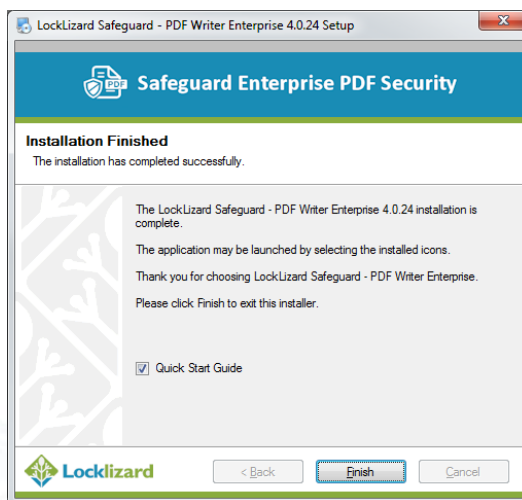 LockLizard Safeguard - PDF Writer Enterprise 4.0.24 Setup
PDF
Safeguard Enterprise PDF Security
Installation Finished
The installation has completed successfully.
The LockLizard Safeguard - PDF Writer Enterprise 4.0.24 installation is
complete.
The application may be launched by selecting the installed icons.
Thank you for choosing LockLizard Safeguard - PDF Writer Enterprise.
Please click Finish to exit this installer.
Quick Start Guide
Locklizard
< Back
Finish
Cancel